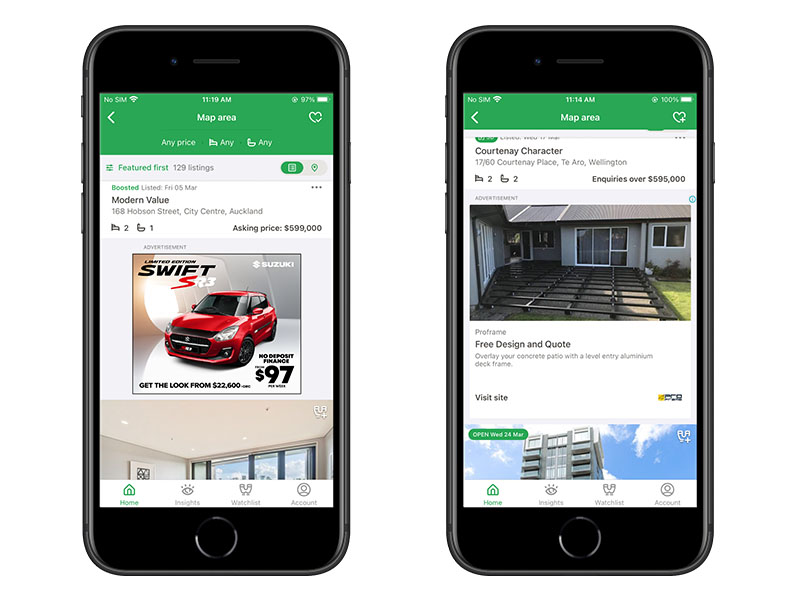 No SIM
11:19 AM
97%
Map area
Any price
Any
Any
Featured first
129 listings
Boosted Listed: Fri 05 Mar
Modern Value
168 Hobson Street, City Centre, Auckland
2
1
Asking price: $599,000
ADVERTISEMENT
LIMITED EDITION
SWIFT
SR3
SUZUKI
NO DEPOSIT
FINANCE
FROM
$97
PER WEEK
GET THE LOOK FROM $22,600+ORC
Home
Insights
Watchlist
Account
No SIM
11:14 AM
100%
Map area
Listed: Wed 17 Mar
Courtenay Character
17/60 Courtenay Place, Te Aro, Wellington
2
2
Enquiries over $595,000
ADVERTISEMENT
Proframe
Free Design and Quote
Overlay your concrete patio with a level entry aluminium
deck frame.
Visit site
OPEN Wed 24 Mar
Home
Insights
Watchlist
Account